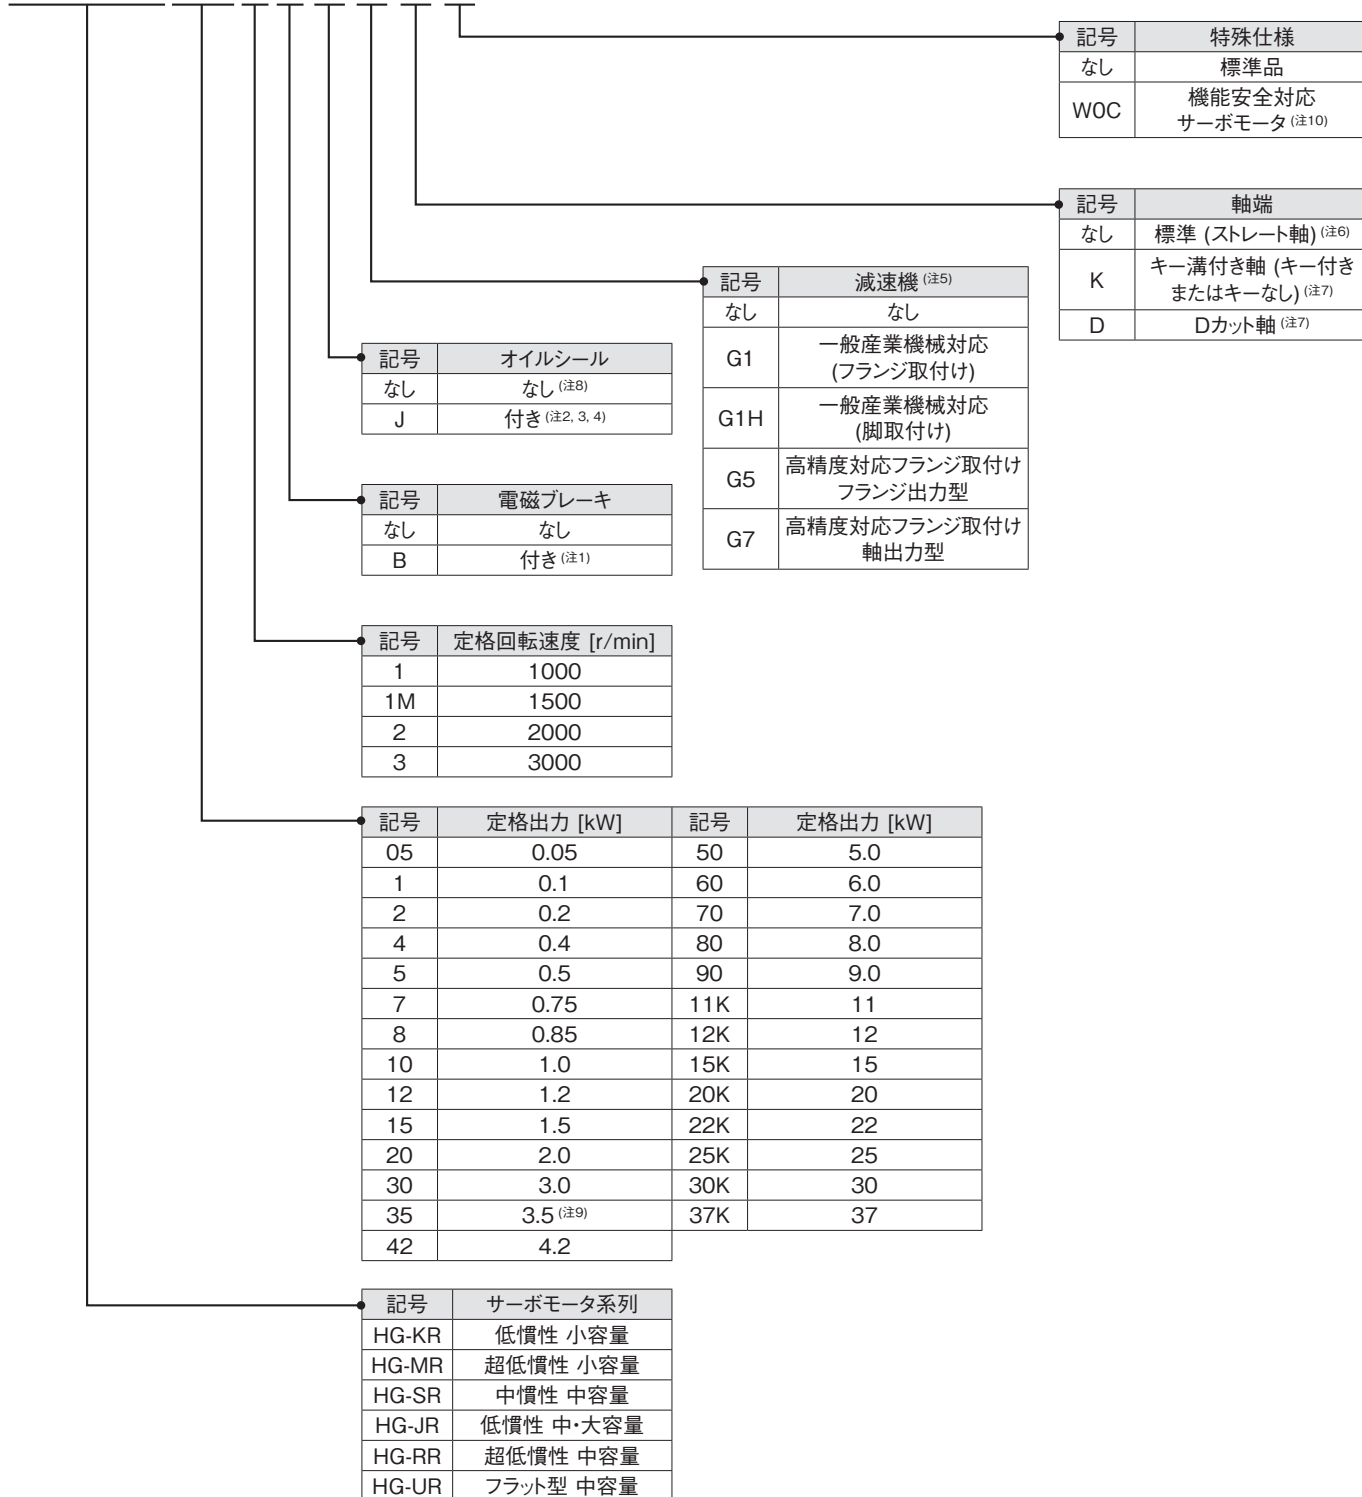 記号 特殊仕様
なし 標準品
W0C 機能安全対応
サーボモータ (注10)
記号 軸端
なし 標準 (ストレート軸) (注6)
K キー溝付き軸 (キー付き
またはキーなし) (注7)
D Dカット軸 (注7)
記号 減速機 (注5)
なし なし
G1 一般産業機械対応
(フランジ取付け)
G1H 一般産業機械対応
(脚取付け)
G5 高精度対応フランジ取付け
フランジ出力型
G7 高精度対応フランジ取付け
軸出力型
記号 オイルシール
なし なし (注8)
J 付き (注2, 3, 4)
記号 電磁ブレーキ
なし なし
B 付き (注1)
記号 定格回転速度 [r/min]
1 1000
1M 1500
2 2000
3 3000
記号 定格出力 [kW] 記号 定格出力 [kW]
05 0.05 50 5.0
1 0.1 60 6.0
2 0.2 70 7.0
4 0.4 80 8.0
5 0.5 90 9.0
7 0.75 11K 11
8 0.85 12K 12
10 1.0 15K 15
12 1.2 20K 20
15 1.5 22K 22
20 2.0 25K 25
30 3.0 30K 30
35 3.5 (注9) 37K 37
42 4.2
記号 サーボモータ系列
HG-KR 低慣性 小容量
HG-MR 超低慣性 小容量
HG-SR 中慣性 中容量
HG-JR 低慣性 中・大容量
HG-RR 超低慣性 中容量
HG-UR フラット型 中容量